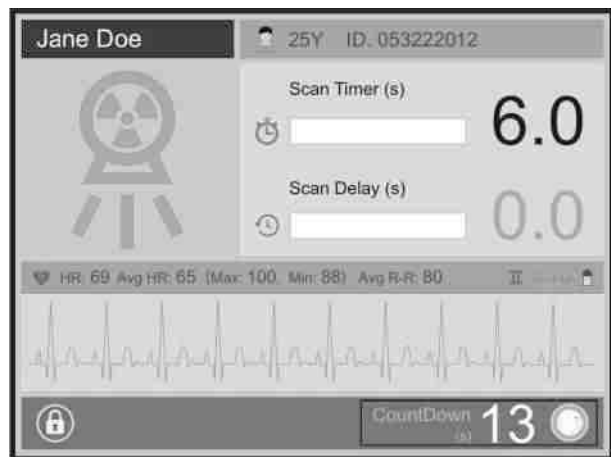 Jane Doe
25Y ID. 053222012
Scan Timer (s)
6.0
Scan Delay (s)
0.0
HR: 69 Avg HR: 65 (Max: 100, Min: 88) Avg R-R: 80 II
CountDown
(s)
13